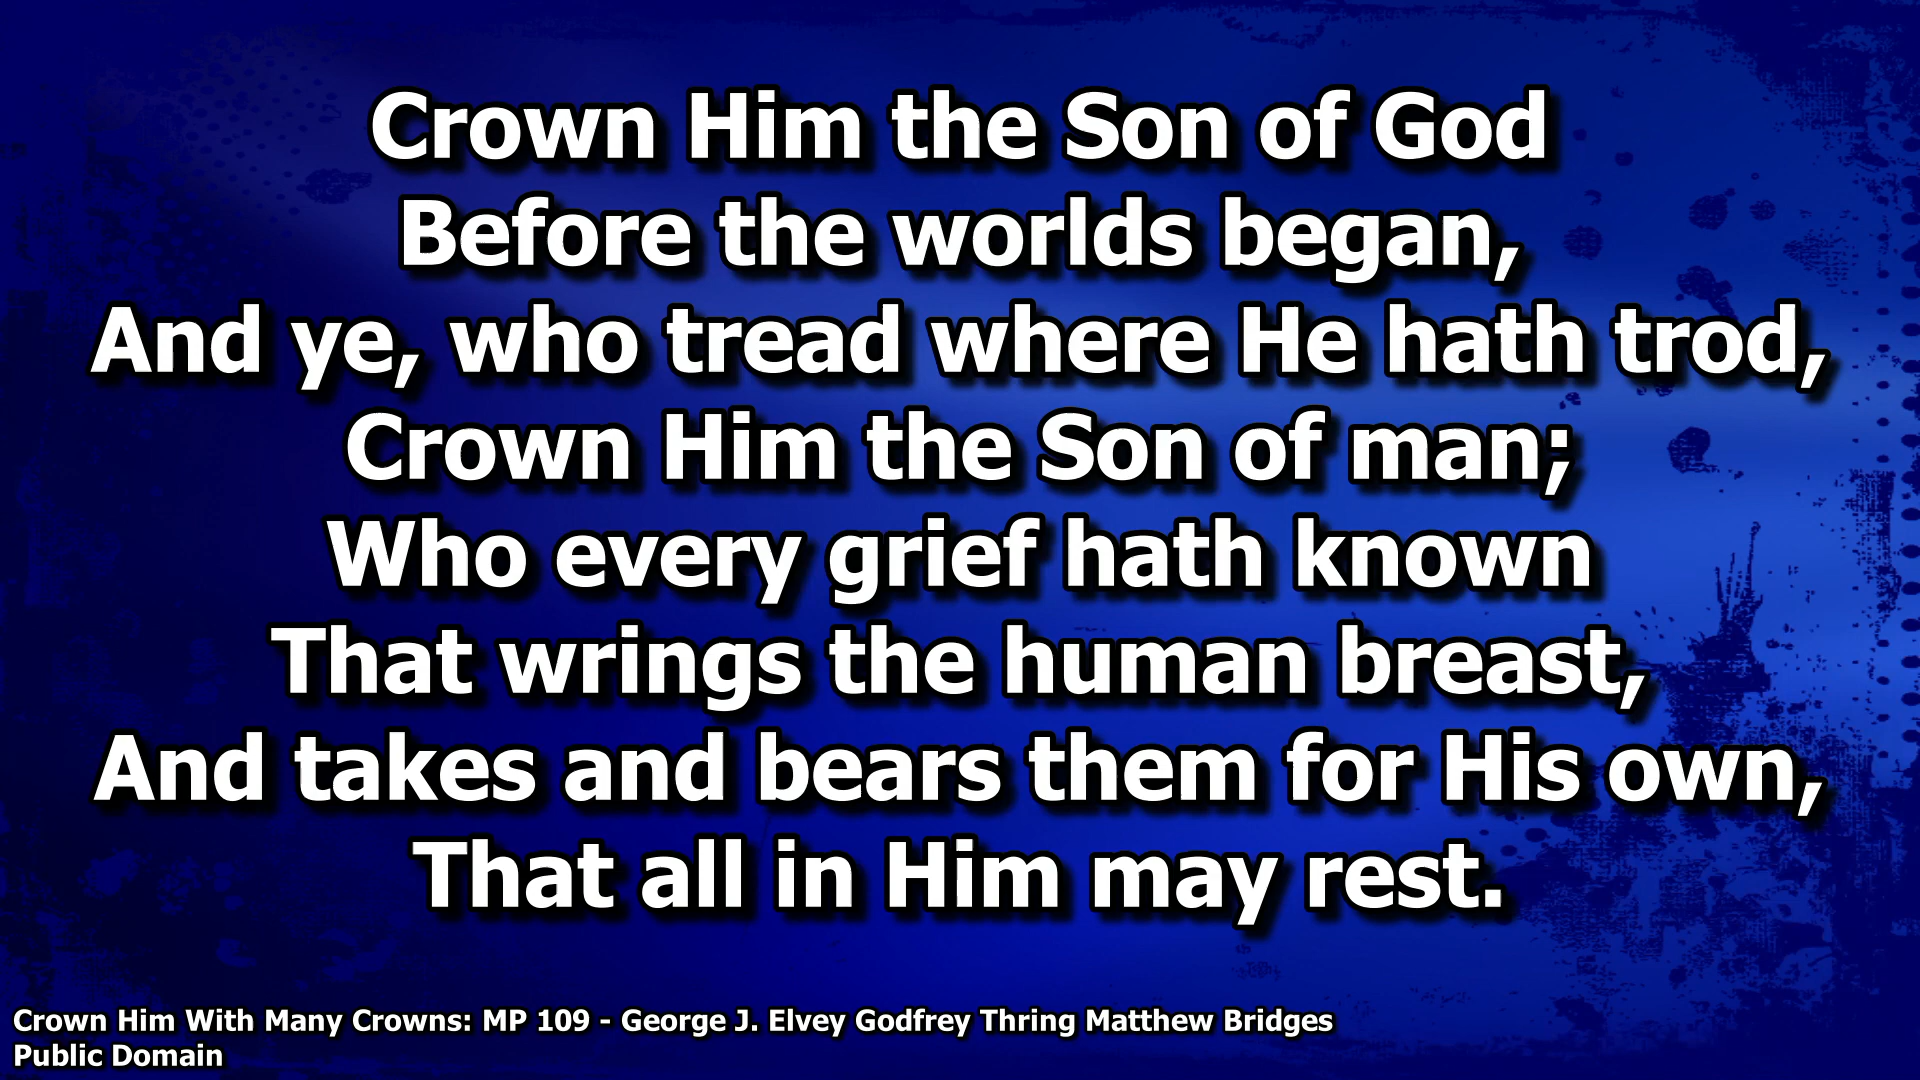 Crown Him the Son of God
Before the worlds began,
And ye, who tread where He hath trod,
Crown Him the Son of man;
Who every grief hath known
That wrings the human breast,
And takes and bears them for His own,
That all in Him may rest.
Crown Him With Many Crowns: MP 109 - George J. Elvey Godfrey Thring Matthew Bridges
Public Domain